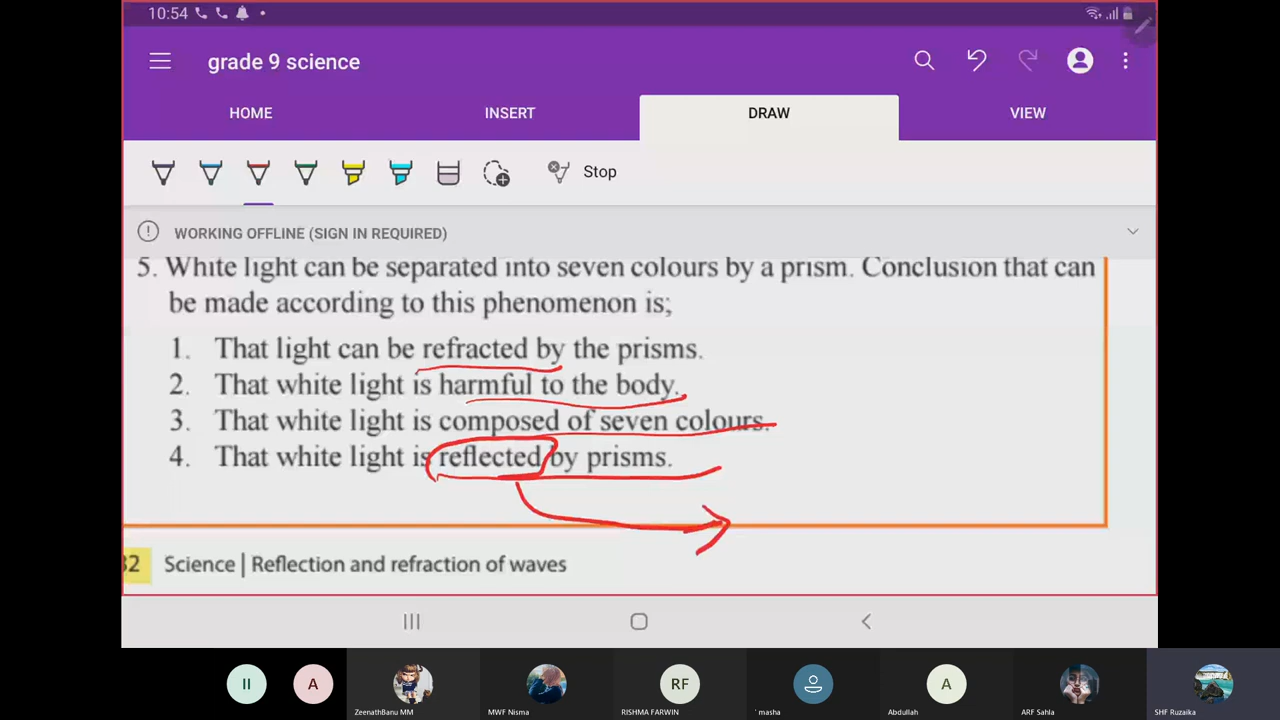 10:54
grade 9 science
HOME INSERT DRAW VIEW
Stop
WORKING OFFLINE (SIGN IN REQUIRED)
5. White light can be separated into seven colours by a prism. Conclusion that can
be made according to this phenomenon is;
1. That light can be refracted by the prisms.
2. That white light is harmful to the body.
3. That white light is composed of seven colours.
4. That white light is reflected by prisms.
32 Science | Reflection and refraction of waves
II A RF A
ZeenathBanu MM MWF Nisma RISHMA FARWIN ' masha Abdullah ARF Sahla SHF Ruzaika